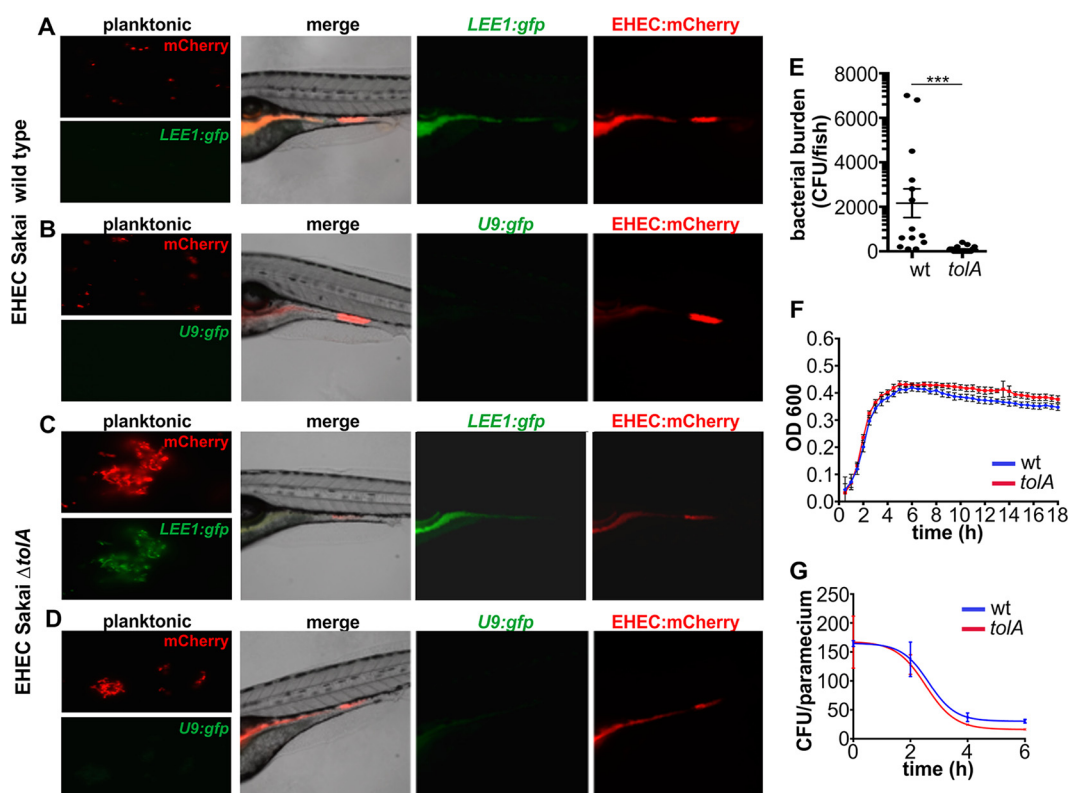 A
planktonic
merge
LEE1:gfp
EHEC:mCherry
mCherry
LEE1:gfp
EHEC Sakai
wild type
B
planktonic
merge
U9:gfp
EHEC:mCherry
mCherry
U9:gfp
C
planktonic
merge
LEE1:gfp
EHEC:mCherry
mCherry
LEE1:gfp
EHEC Sakai ΔtolA
D
planktonic
merge
U9:gfp
EHEC:mCherry
mCherry
U9:gfp
E
bacterial burden
(CFU/fish)
8000
6000
4000
2000
0
***
wt
tolA
F
OD 600
0.6
0.5
0.4
0.3
0.2
0.1
0.0
wt
tolA
0 2 4 6 8 10 12 14 16 18
time (h)
G
CFU/paramecium
250
200
150
100
50
0
wt
tolA
0 2 4 6
time (h)